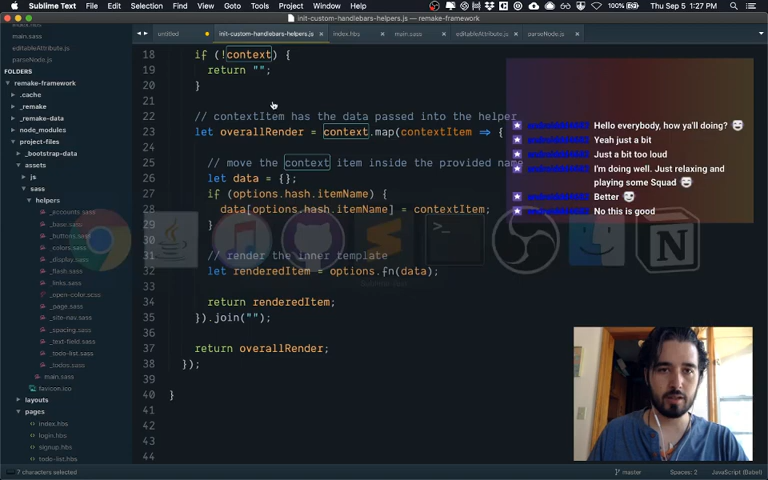 Sublime Text File Edit Selection Find View Goto Tools Project Window Help 100% Thu Sep 5 1:27 PM
init-custom-handlebars-helpers.js — remake-framework
untitled init-custom-handlebars-helpers.js × index.hbs × main.sass × editableAttribute.js × parseNode.js ×
main.sass
editableAttribute.js
parseNode.js
FOLDERS
remake-framework
.cache
_remake
_remake-data
node_modules
project-files
_bootstrap-data
assets
js
sass
helpers
_accounts.sass
_base.sass
_buttons.sass
_colors.sass
_display.sass
_flash.sass
_links.sass
_open-color.scss
_page.sass
_site-nav.sass
_spacing.sass
_text-field.sass
_todo-list.sass
_todos.sass
main.sass
favicon.ico
layouts
pages
index.hbs
login.hbs
signup.hbs
todo-list.hbs
18 if (!context) {
19 return "";
20 }
21
22 // contextItem has the data passed into the helper
23 let overallRender = context.map(contextItem => {
24
25 // move the context item inside the provided name
26 let data = {};
27 if (options.hash.itemName) {
28 data[options.hash.itemName] = contextItem;
29 }
30
31 // render the inner template
32 let renderedItem = options.fn(data);
33
34 return renderedItem;
35 }).join("");
36
37 return overallRender;
38 });
39
40 }
41
42
43
44
Hello everybody, how ya'll doing?
Yeah just a bit
Just a bit too loud
I'm doing well. Just relaxing and
playing some Squad
Better
No this is good
7 characters selected master Spaces: 2 JavaScript (Babel)